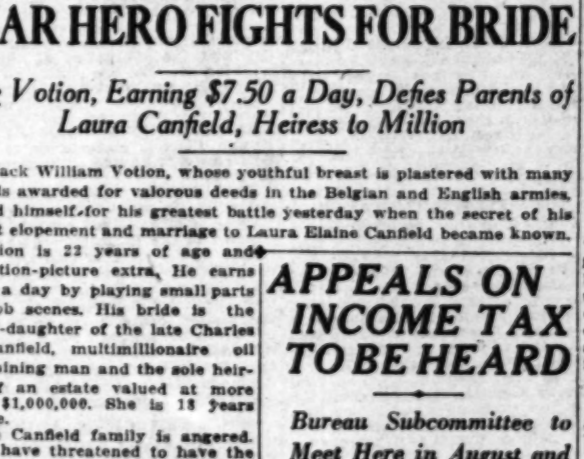 AR HERO FIGHTS FOR BRIDE
Votion, Earning $7.50 a Day, Defies Parents of
Laura Canfield, Heiress to Million
ack William Votion, whose youthful breast is plastered with many
ls awarded for valorous deeds in the Belgian and English armies,
d himself for his greatest battle yesterday when the secret of his
t elopement and marriage to Laura Elaine Canfield became known.
ion is 22 years of age and
tion-picture extra, He earns
a day by playing small parts
ob scenes. His bride is the
-daughter of the late Charles
anfield, multimillionaire oil
ining man and the sole heir-
f an estate valued at more
$1,000,000. She is 18 years
e.
Canfield family is angered.
have threatened to have the
APPEALS ON
INCOME TAX
TO BE HEARD
Bureau Subcommittee to
Meet Here in August and